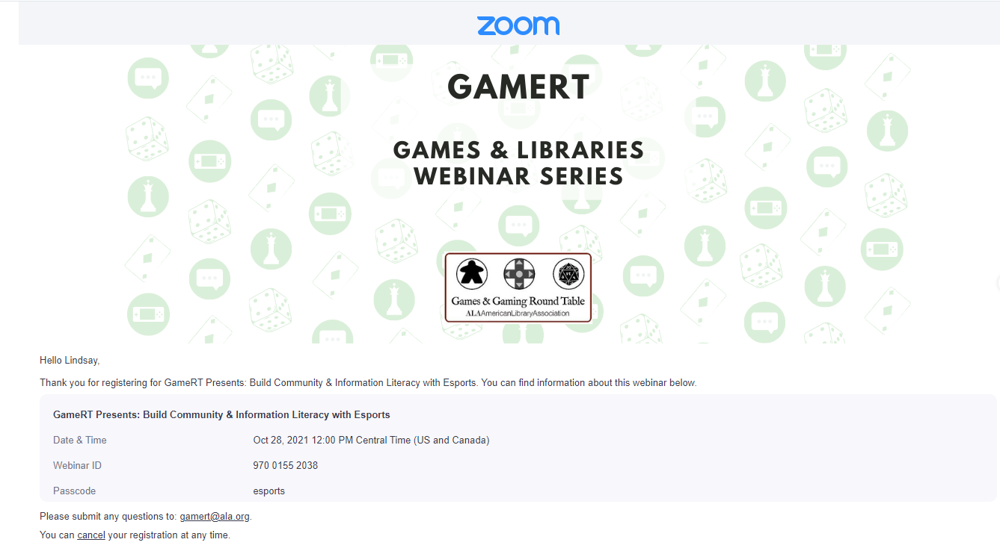 zoom
GAMERT
GAMES & LIBRARIES
WEBINAR SERIES
Games & Gaming Round Table
ALAAmericanLibraryAssociation
Hello Lindsay,
Thank you for registering for GameRT Presents: Build Community & Information Literacy with Esports. You can find information about this webinar below.
GameRT Presents: Build Community & Information Literacy with Esports
Date & Time Oct 28, 2021 12:00 PM Central Time (US and Canada)
Webinar ID 970 0155 2038
Passcode esports
Please submit any questions to: gamert@ala.org.
You can cancel your registration at any time.